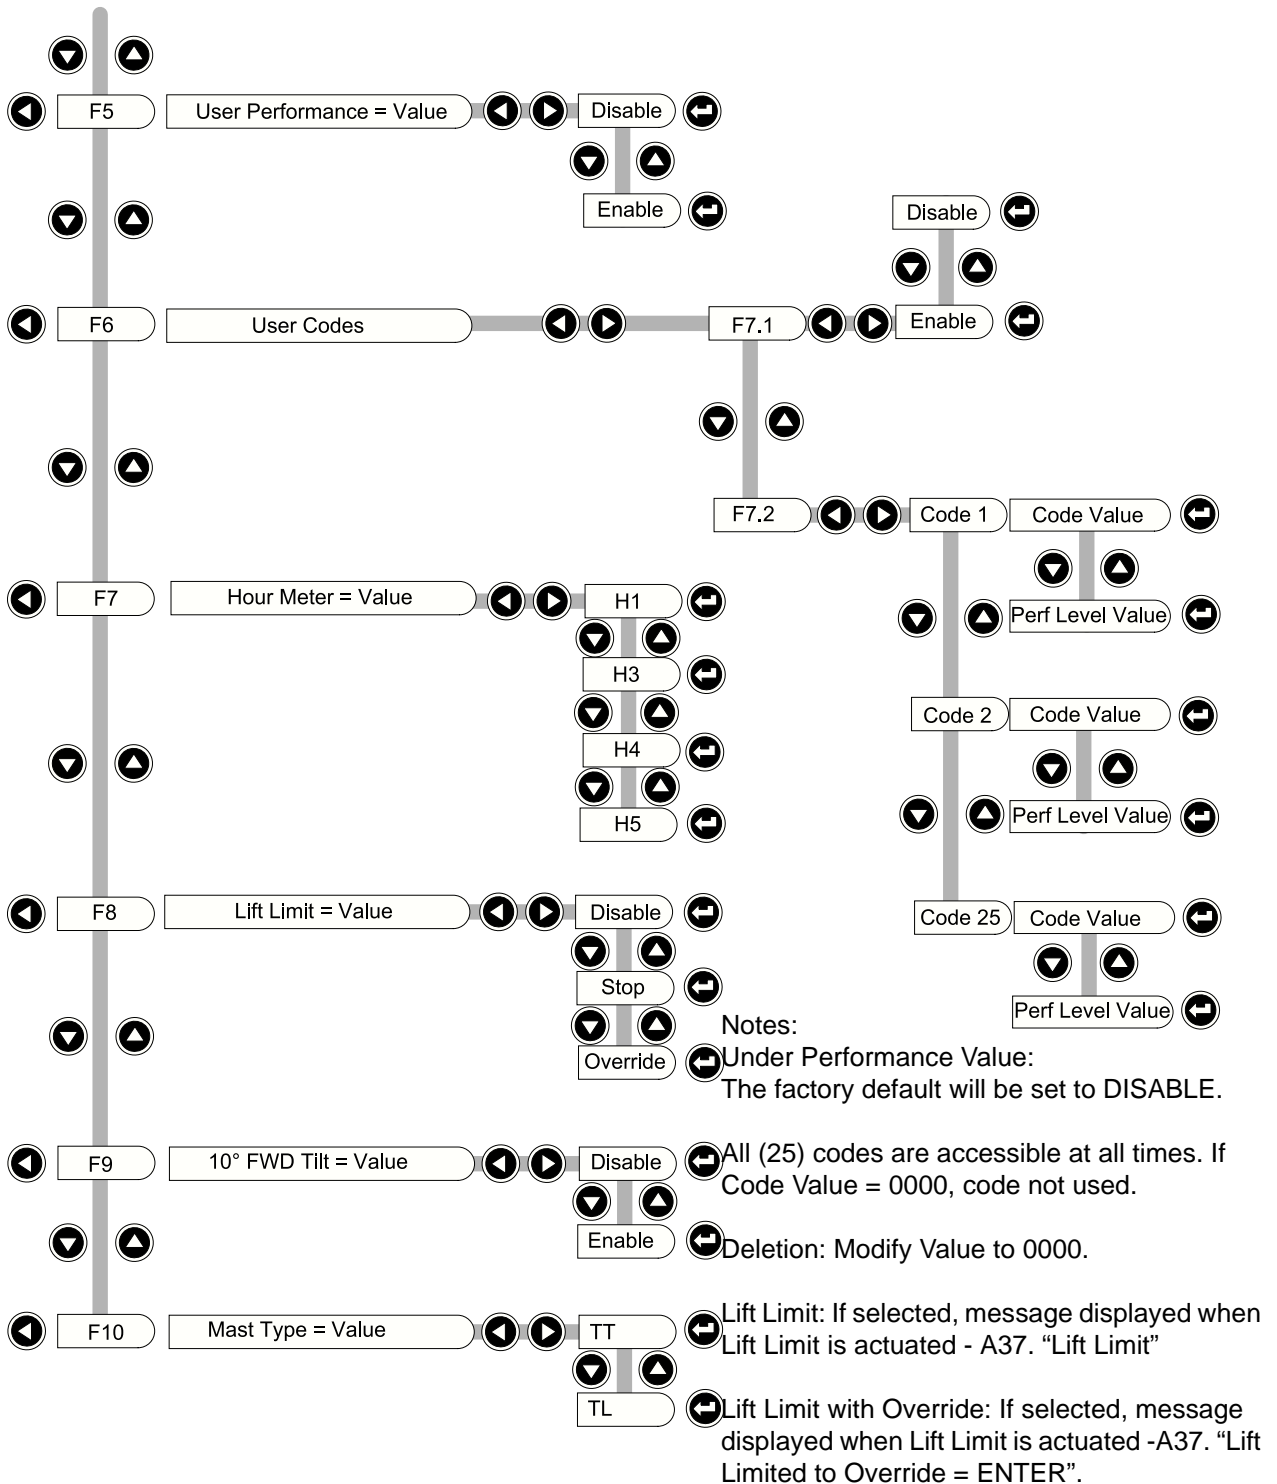 F5 User Performance = Value Disable
Enable
Disable
F6 User Codes F7.1 Enable
F7.2 Code 1 Code Value
F7 Hour Meter = Value H1 Perf Level Value
H3
Code 2 Code Value
H4
H5 Perf Level Value
F8 Lift Limit = Value Disable Code 25 Code Value
Stop
Perf Level Value
Override
Notes:
Under Performance Value:
The factory default will be set to DISABLE.
F9 10° FWD Tilt = Value Disable
Enable
All (25) codes are accessible at all times. If
Code Value = 0000, code not used.
Deletion: Modify Value to 0000.
F10 Mast Type = Value TT
TL
Lift Limit: If selected, message displayed when
Lift Limit is actuated - A37. “Lift Limit”
Lift Limit with Override: If selected, message
displayed when Lift Limit is actuated -A37. “Lift
Limited to Override = ENTER”.